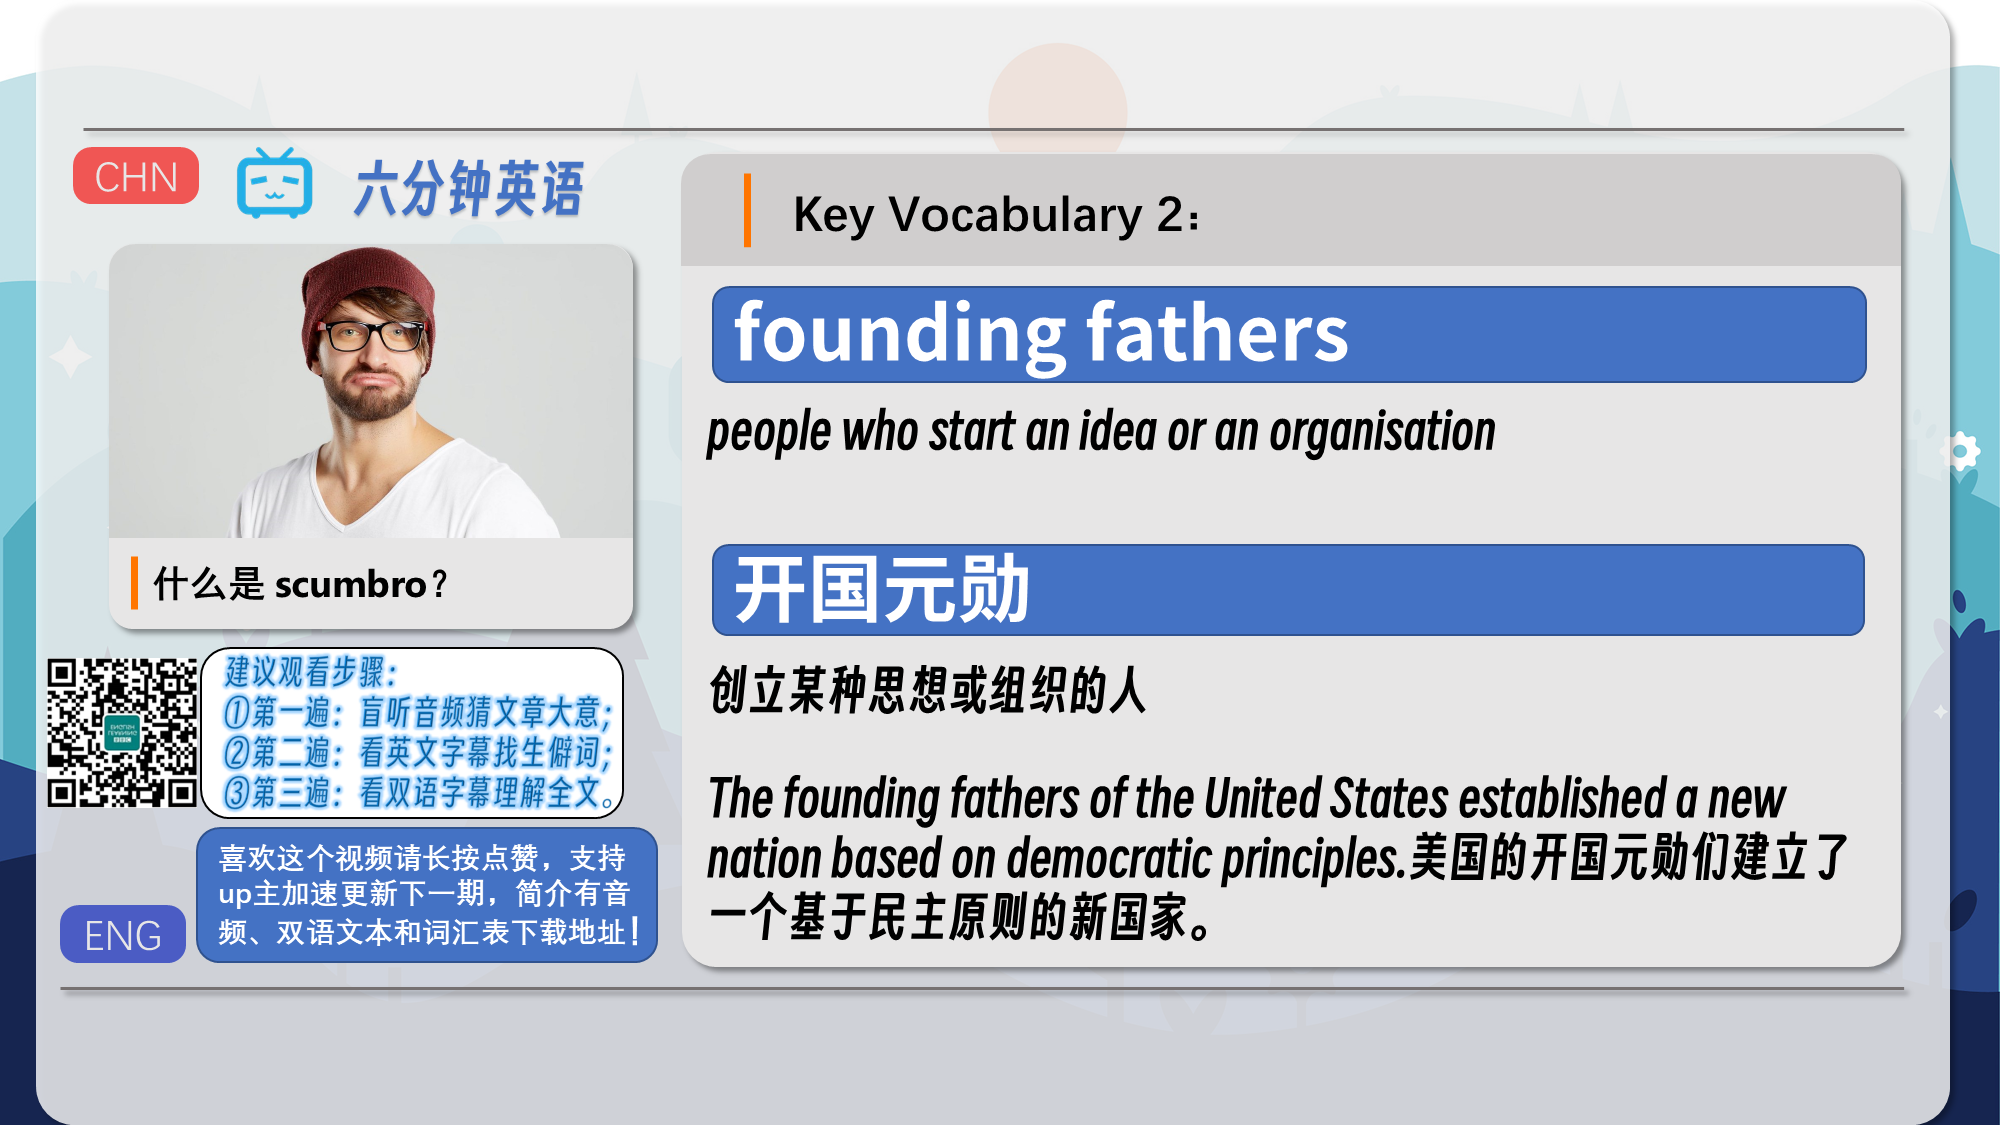 CHN
六分钟英语
什么是 scumbro？
建议观看步骤：
①第一遍：盲听音频猜文章大意；
②第二遍：看英文字幕找生僻词；
③第三遍：看双语字幕理解全文。
喜欢这个视频请长按点赞，支持
up主加速更新下一期，简介有音
频、双语文本和词汇表下载地址！
ENG
Key Vocabulary 2：
founding fathers
people who start an idea or an organisation
开国元勋
创立某种思想或组织的人
The founding fathers of the United States established a new
nation based on democratic principles.美国的开国元勋们建立了
一个基于民主原则的新国家。